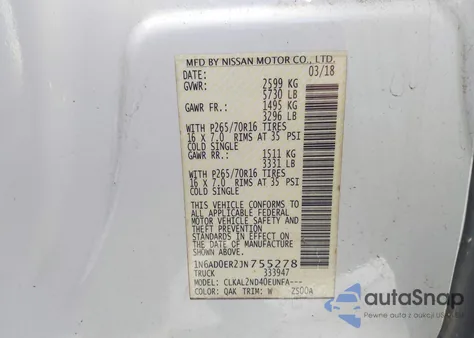 MFD BY NISSAN MOTOR CO., LTD.
DATE: 03/18
GVWR: 2599 KG
5730 LB
GAWR FR.: 1495 KG
3296 LB
WITH P265/70R16 TIRES
16 X 7.0 RIMS AT 35 PSI
COLD SINGLE
GAWR RR.: 1511 KG
3331 LB
WITH P265/70R16 TIRES
16 X 7.0 RIMS AT 35 PSI
COLD SINGLE
THIS VEHICLE CONFORMS TO
ALL APPLICABLE FEDERAL
MOTOR VEHICLE SAFETY
STANDARDS IN EFFECT ON
THE DATE OF MANUFACTURE
SHOWN ABOVE.
1N6AD0ER2JN755278
TRUCK 333947
MODEL: CLKALZND40EUNFA---
COLOR: QAK TRIM: W
autoSnap